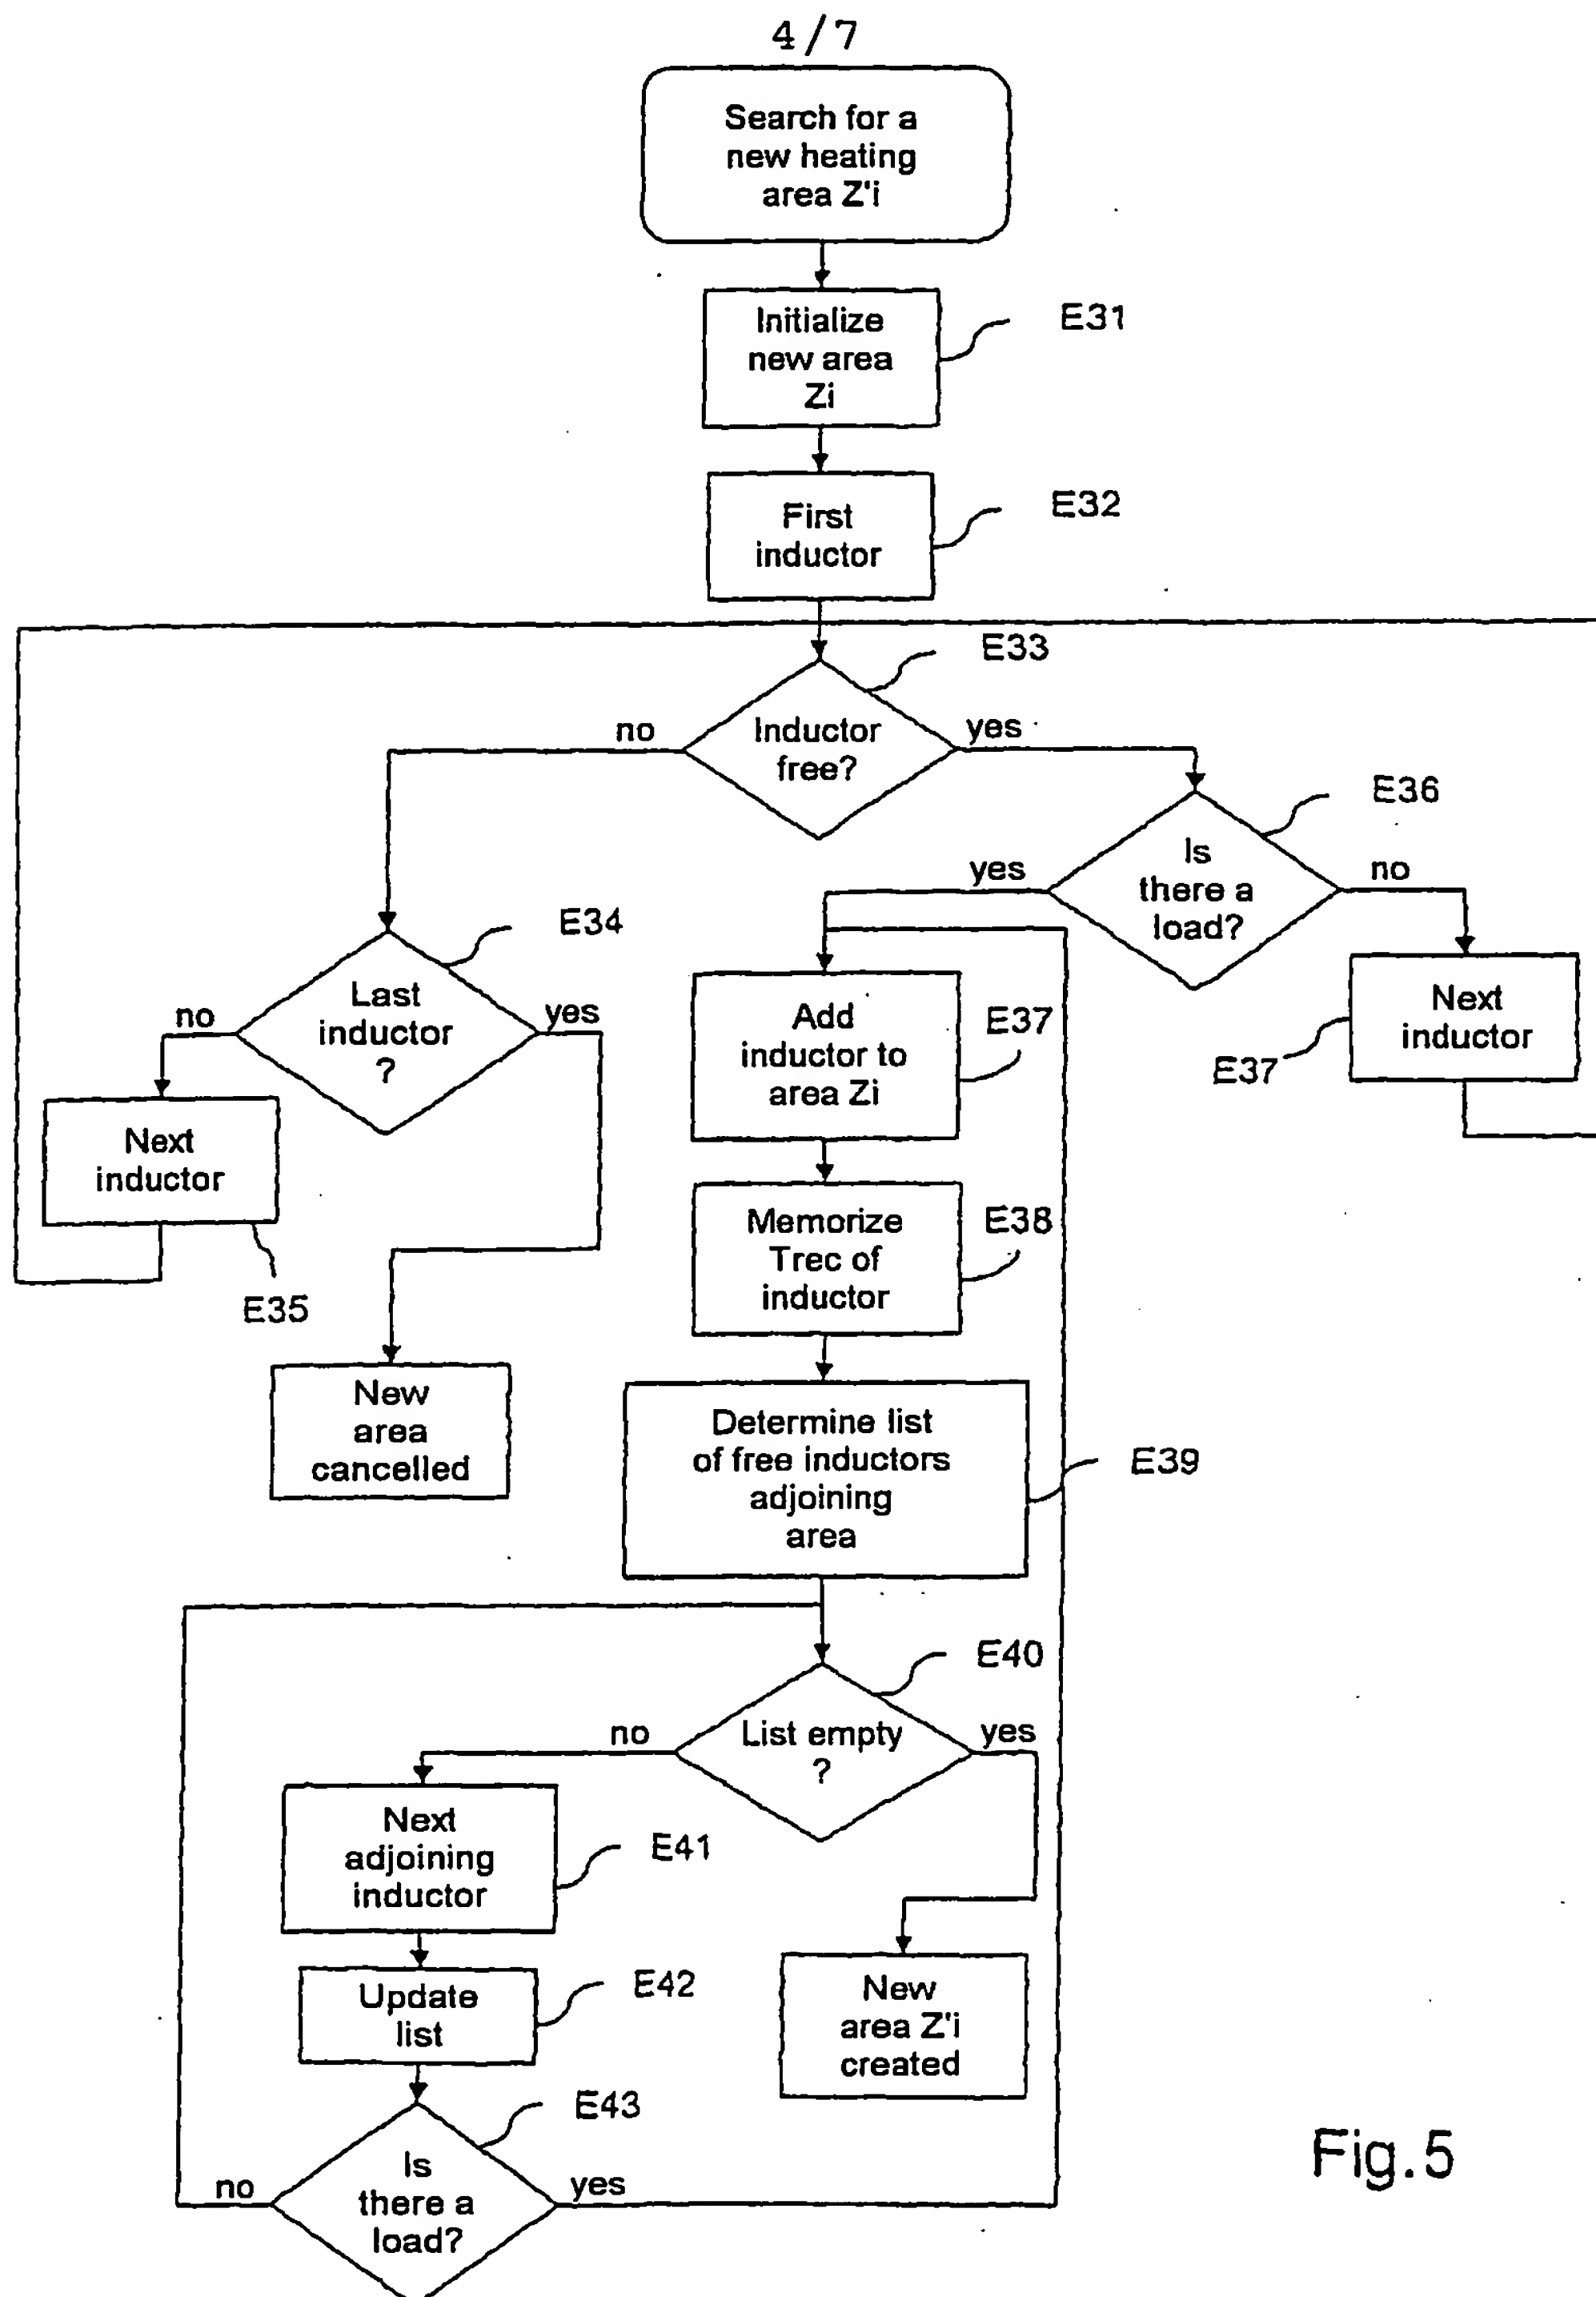 4/7
Search for a
new heating
area Z'i
Initialize
new area
Zi
E31
First
inductor
E32
E33
Inductor
free?
no
yes
E36
Is
there a
load?
yes
no
E34
Last
inductor
?
no
yes
Add
inductor to
area Zi
E37
Next
inductor
E37
Next
inductor
E35
Memorize
Trec of
inductor
E38
New
area
cancelled
Determine list
of free inductors
adjoining
area
E39
E40
List empty
?
no
yes
Next
adjoining
inductor
E41
Update
list
E42
New
area Z'i
created
E43
Is
there a
load?
no
yes
Fig.5